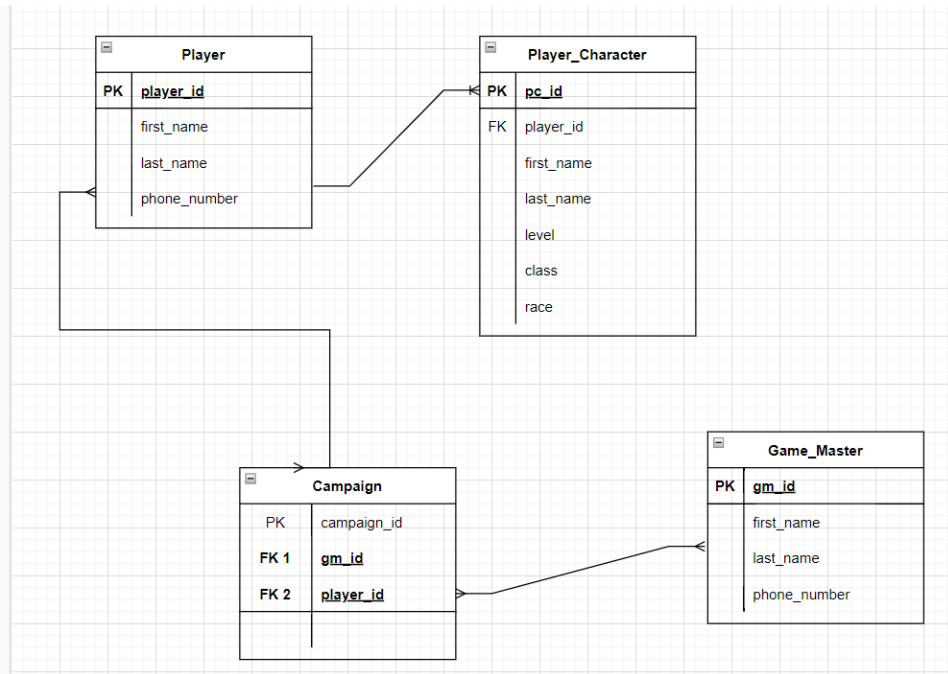 Player
PK player_id
first_name
last_name
phone_number
Player_Character
PK pc_id
FK player_id
first_name
last_name
level
class
race
Campaign
PK campaign_id
FK 1 gm_id
FK 2 player_id
Game_Master
PK gm_id
first_name
last_name
phone_number